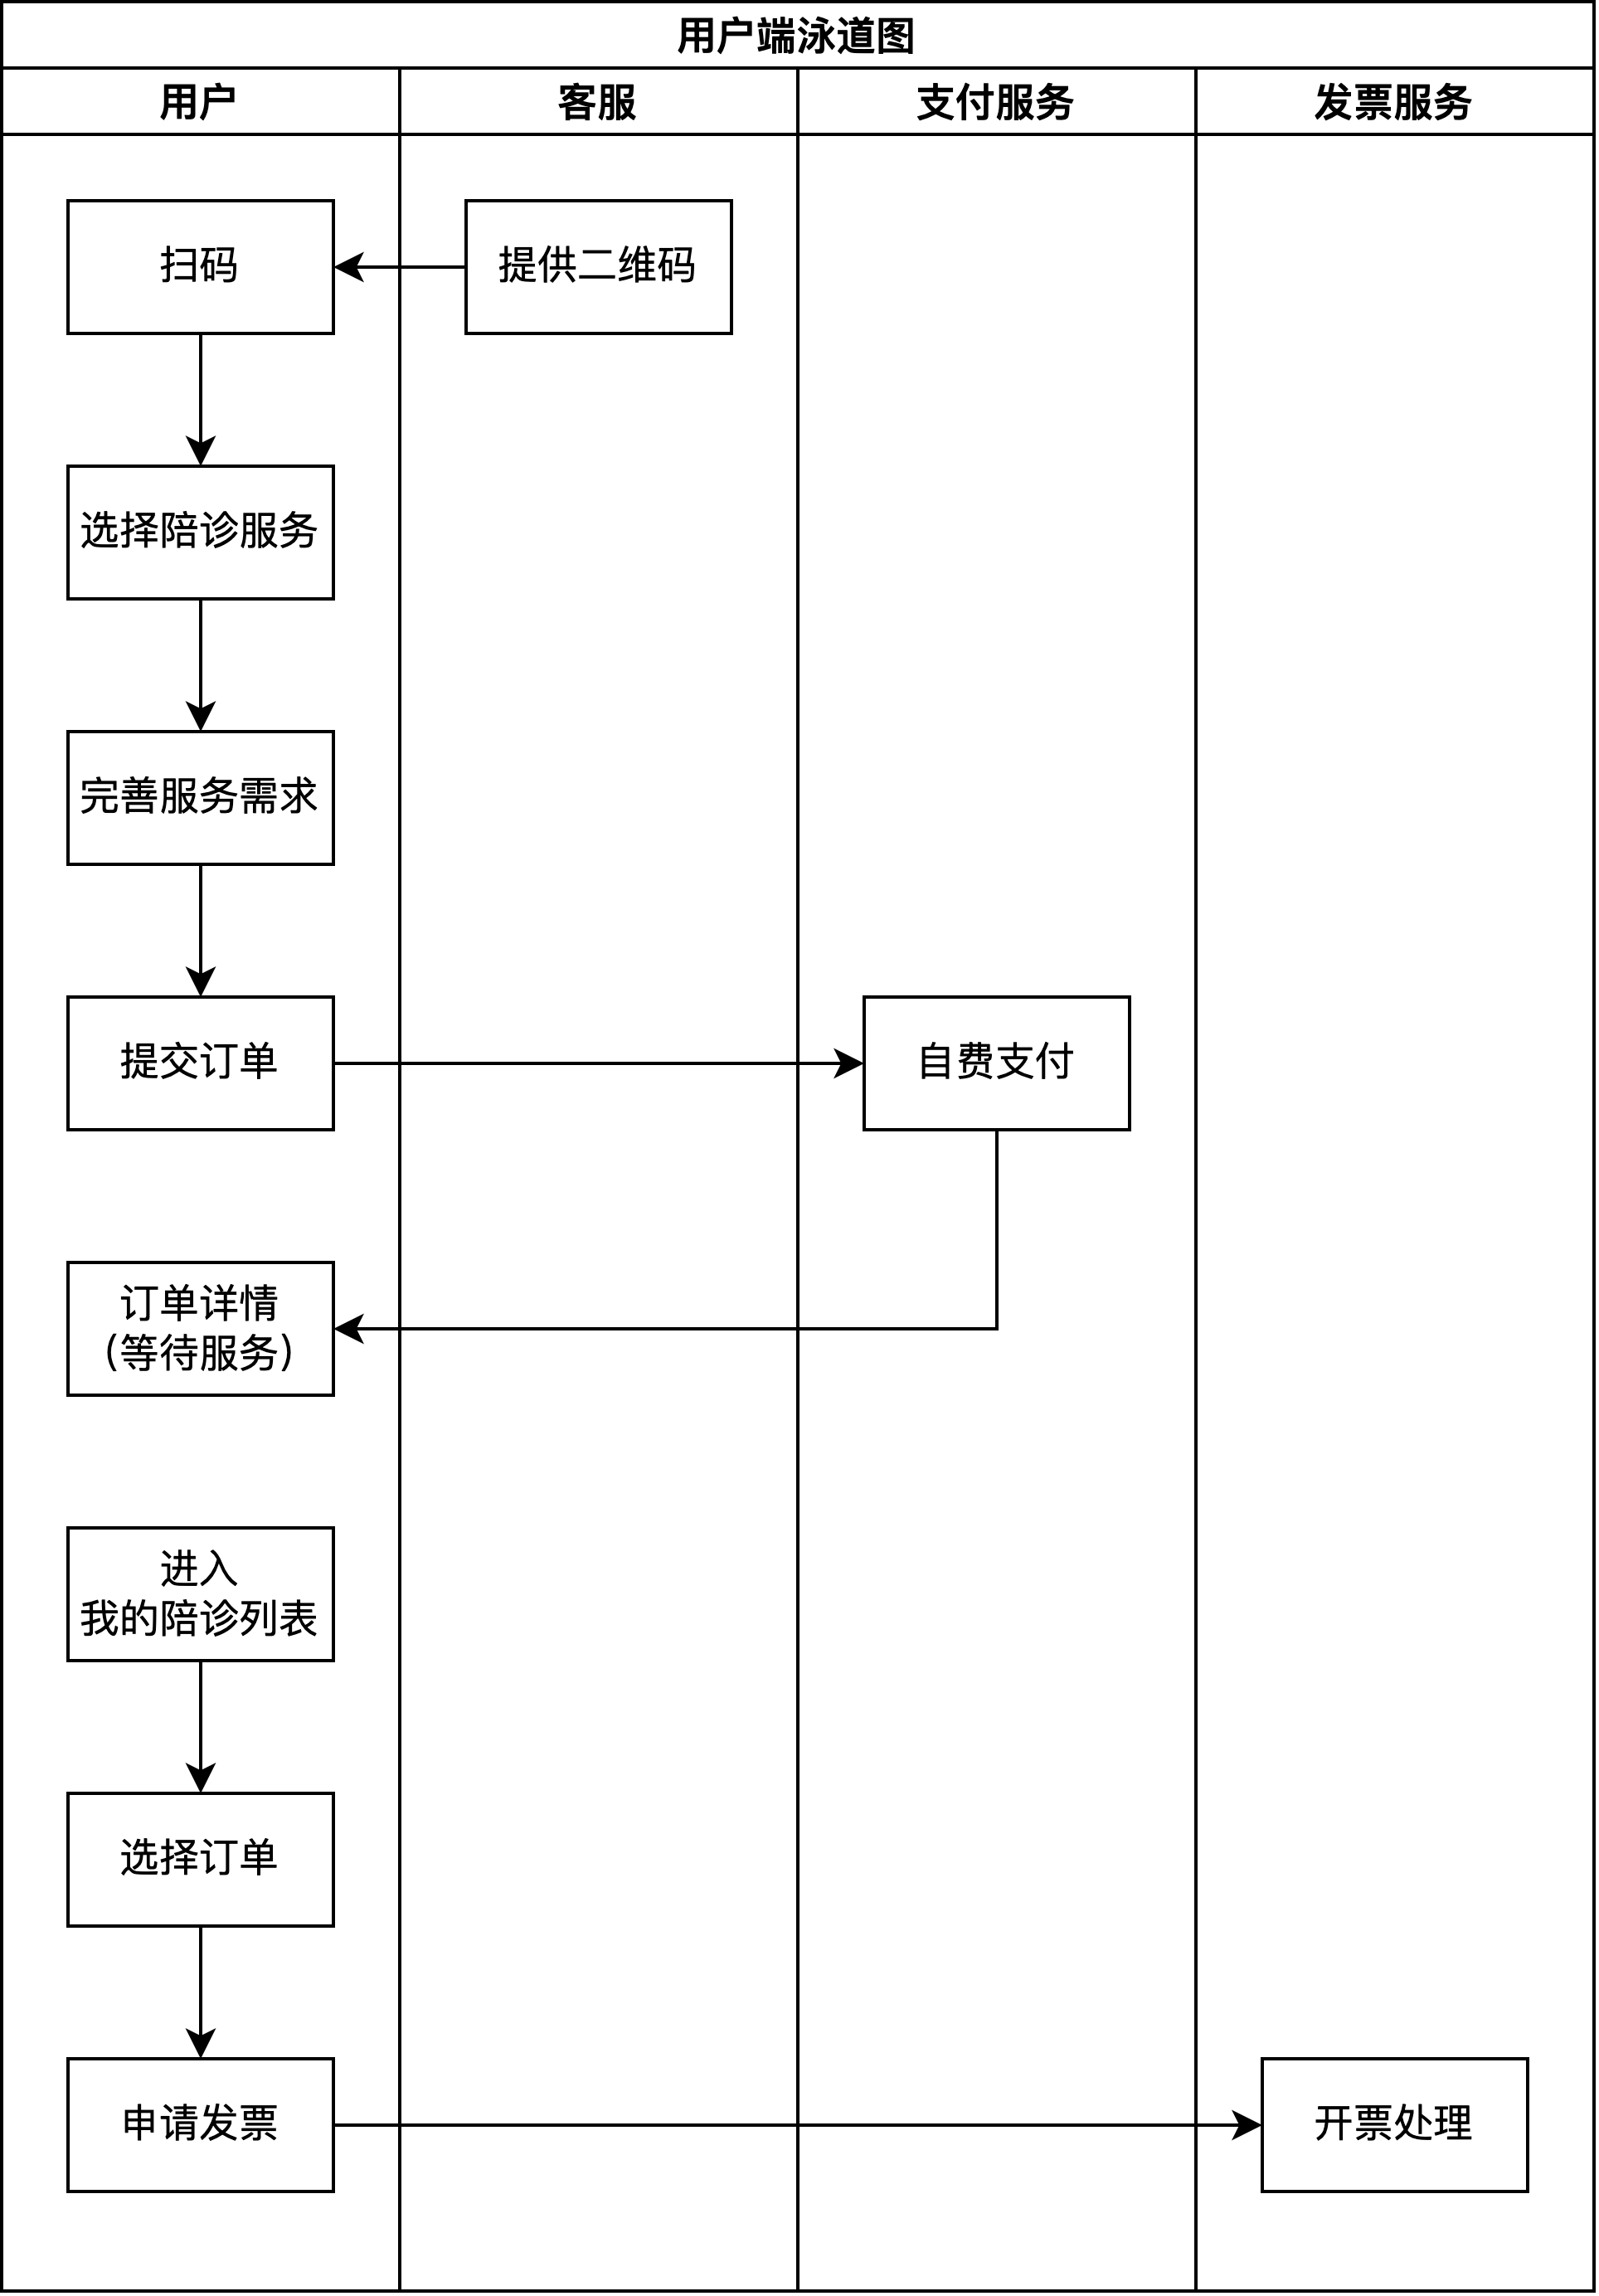 用户端泳道图
用户
客服
支付服务
发票服务
扫码
提供二维码
选择陪诊服务
完善服务需求
提交订单
自费支付
订单详情
(等待服务)
进入
我的陪诊列表
选择订单
申请发票
开票处理